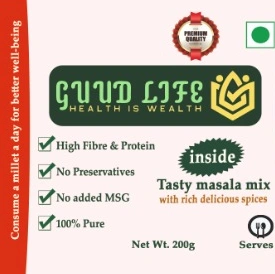 Consume a millet a day for better well-being
PREMIUM
QUALITY
GUUD LIFE
HEALTH IS WEALTH
High Fibre & Protein
No Preservatives
No added MSG
100% Pure
inside
Tasty masala mix
with rich delicious spices
Net Wt. 200g
Serves